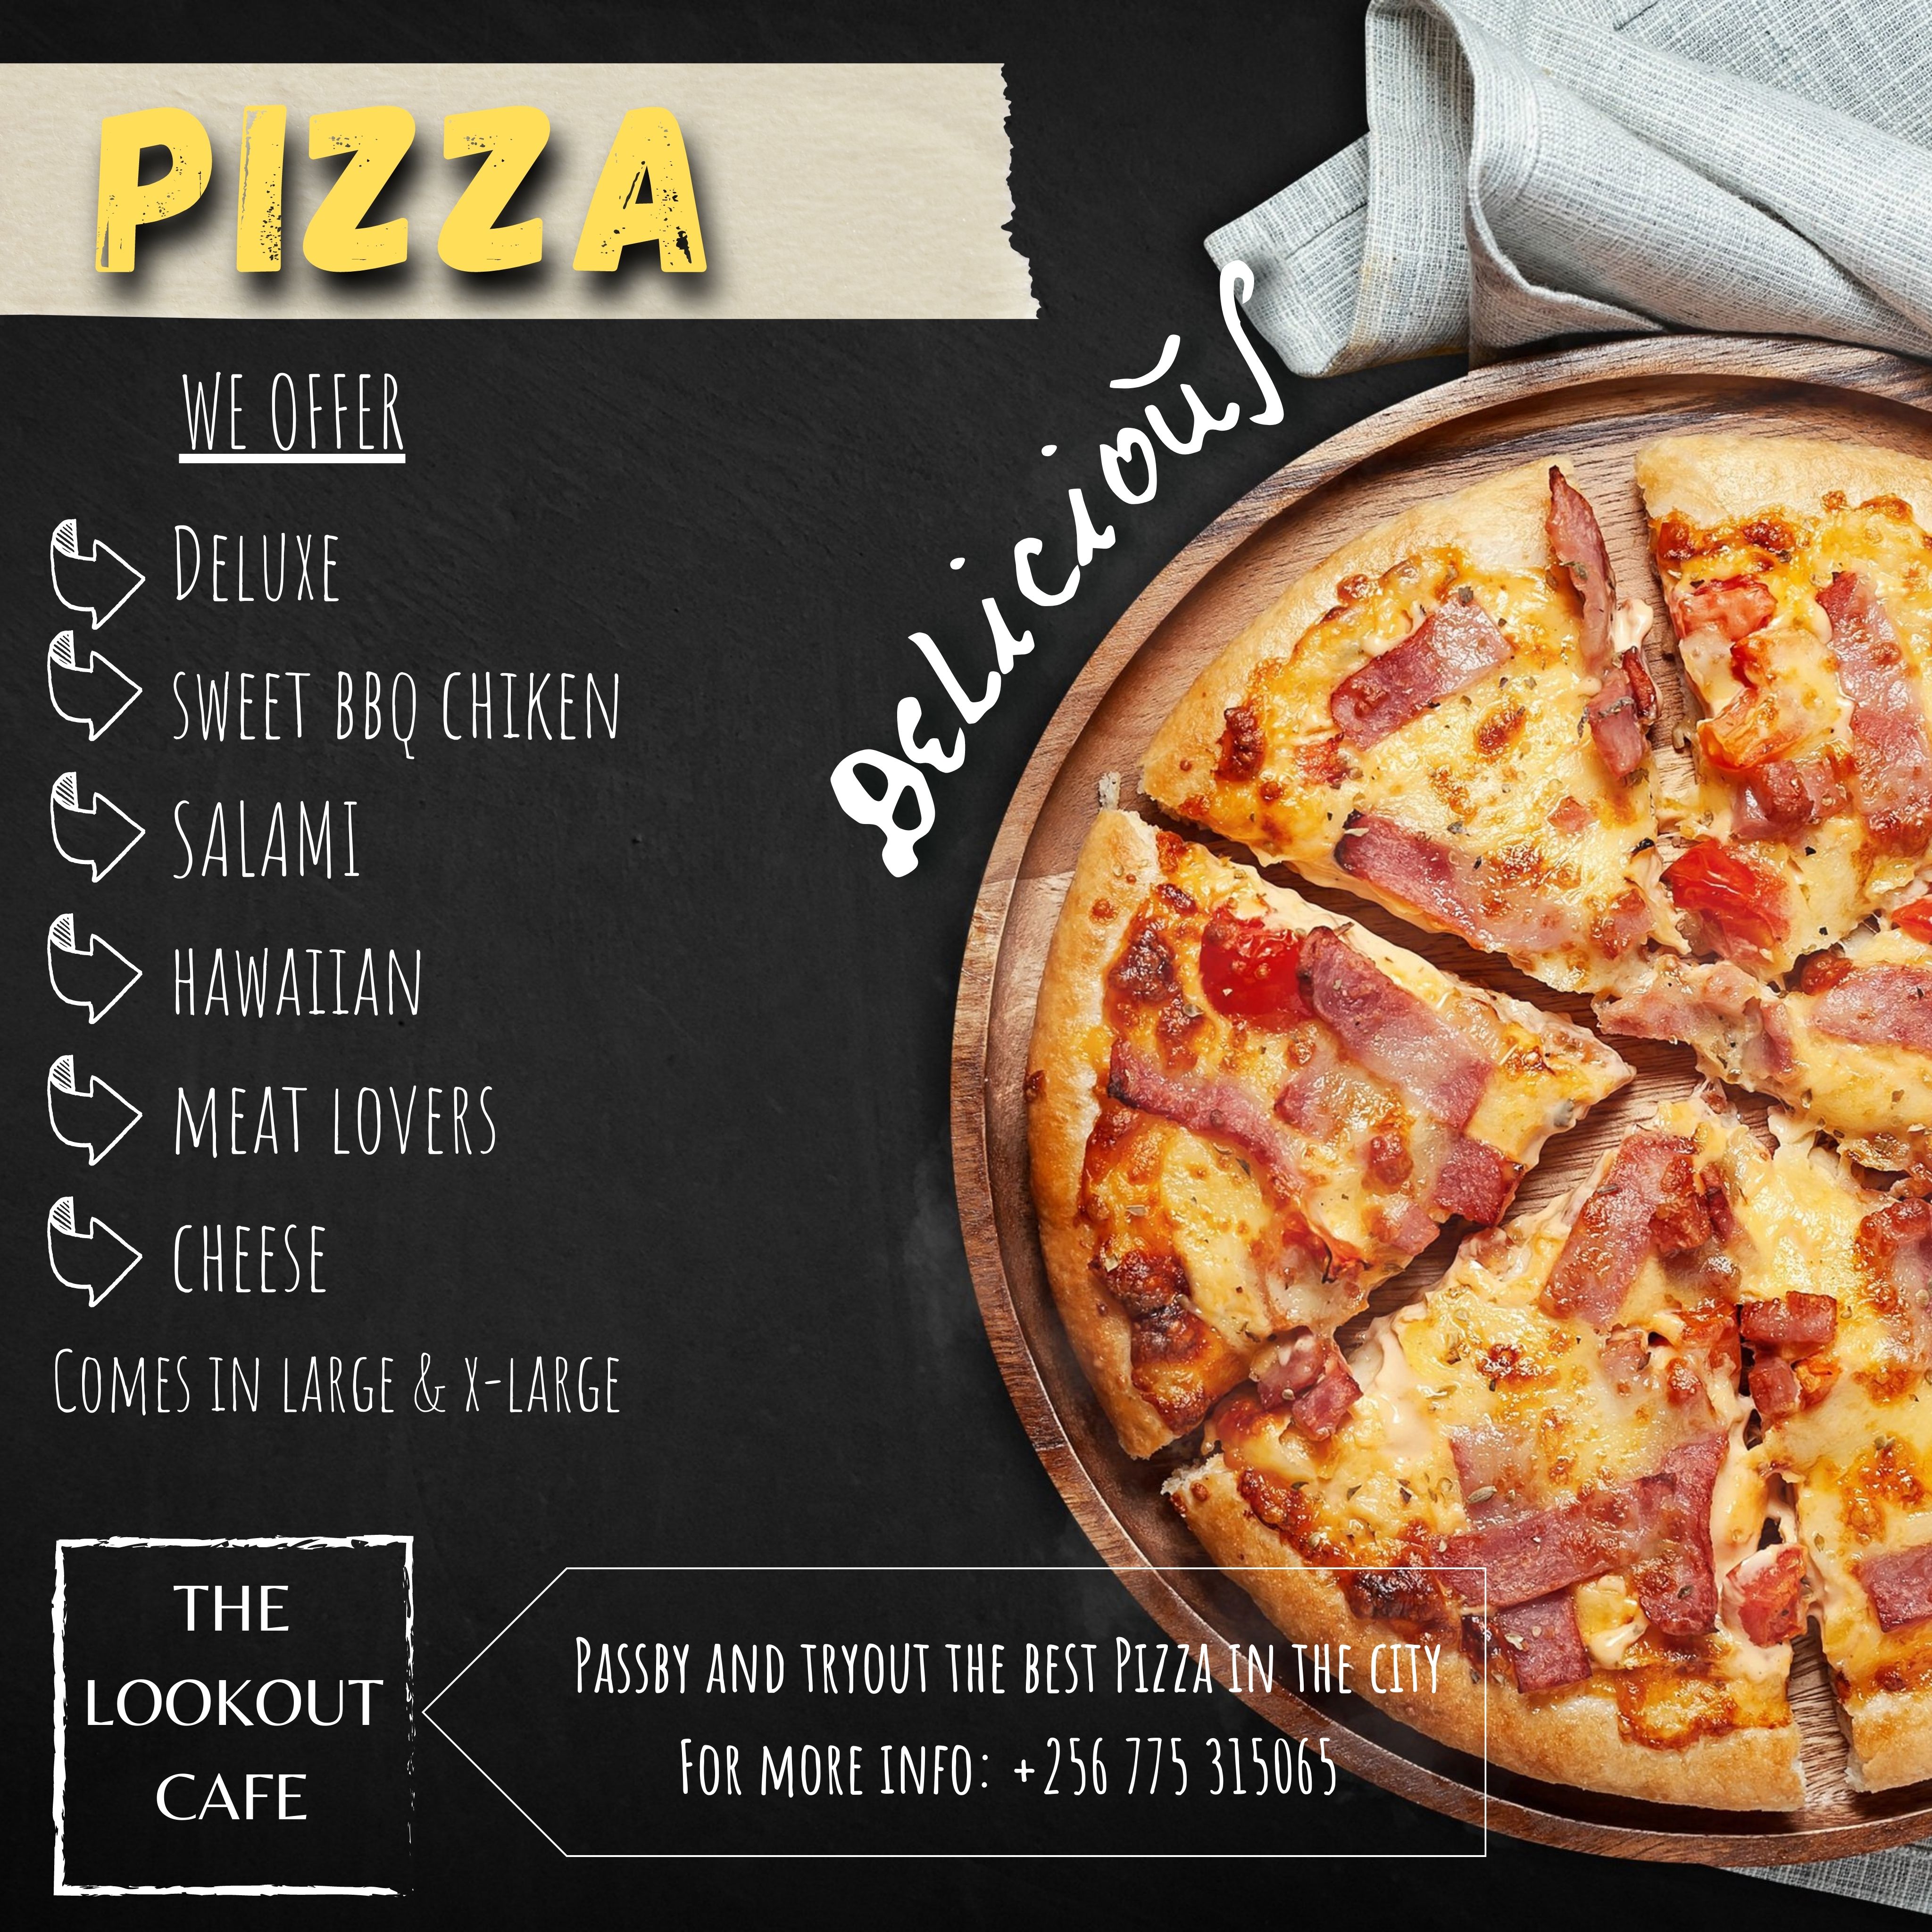 PIZZA
WE OFFER
DELUXE
SWEET BBQ CHIKEN
SALAMI
HAWAIIAN
MEAT LOVERS
CHEESE
COMES IN LARGE & X-LARGE
Delicious
THE
LOOKOUT
CAFE
PASSBY AND TRYOUT THE BEST PIZZA IN THE CITY
FOR MORE INFO: +256 775 315065